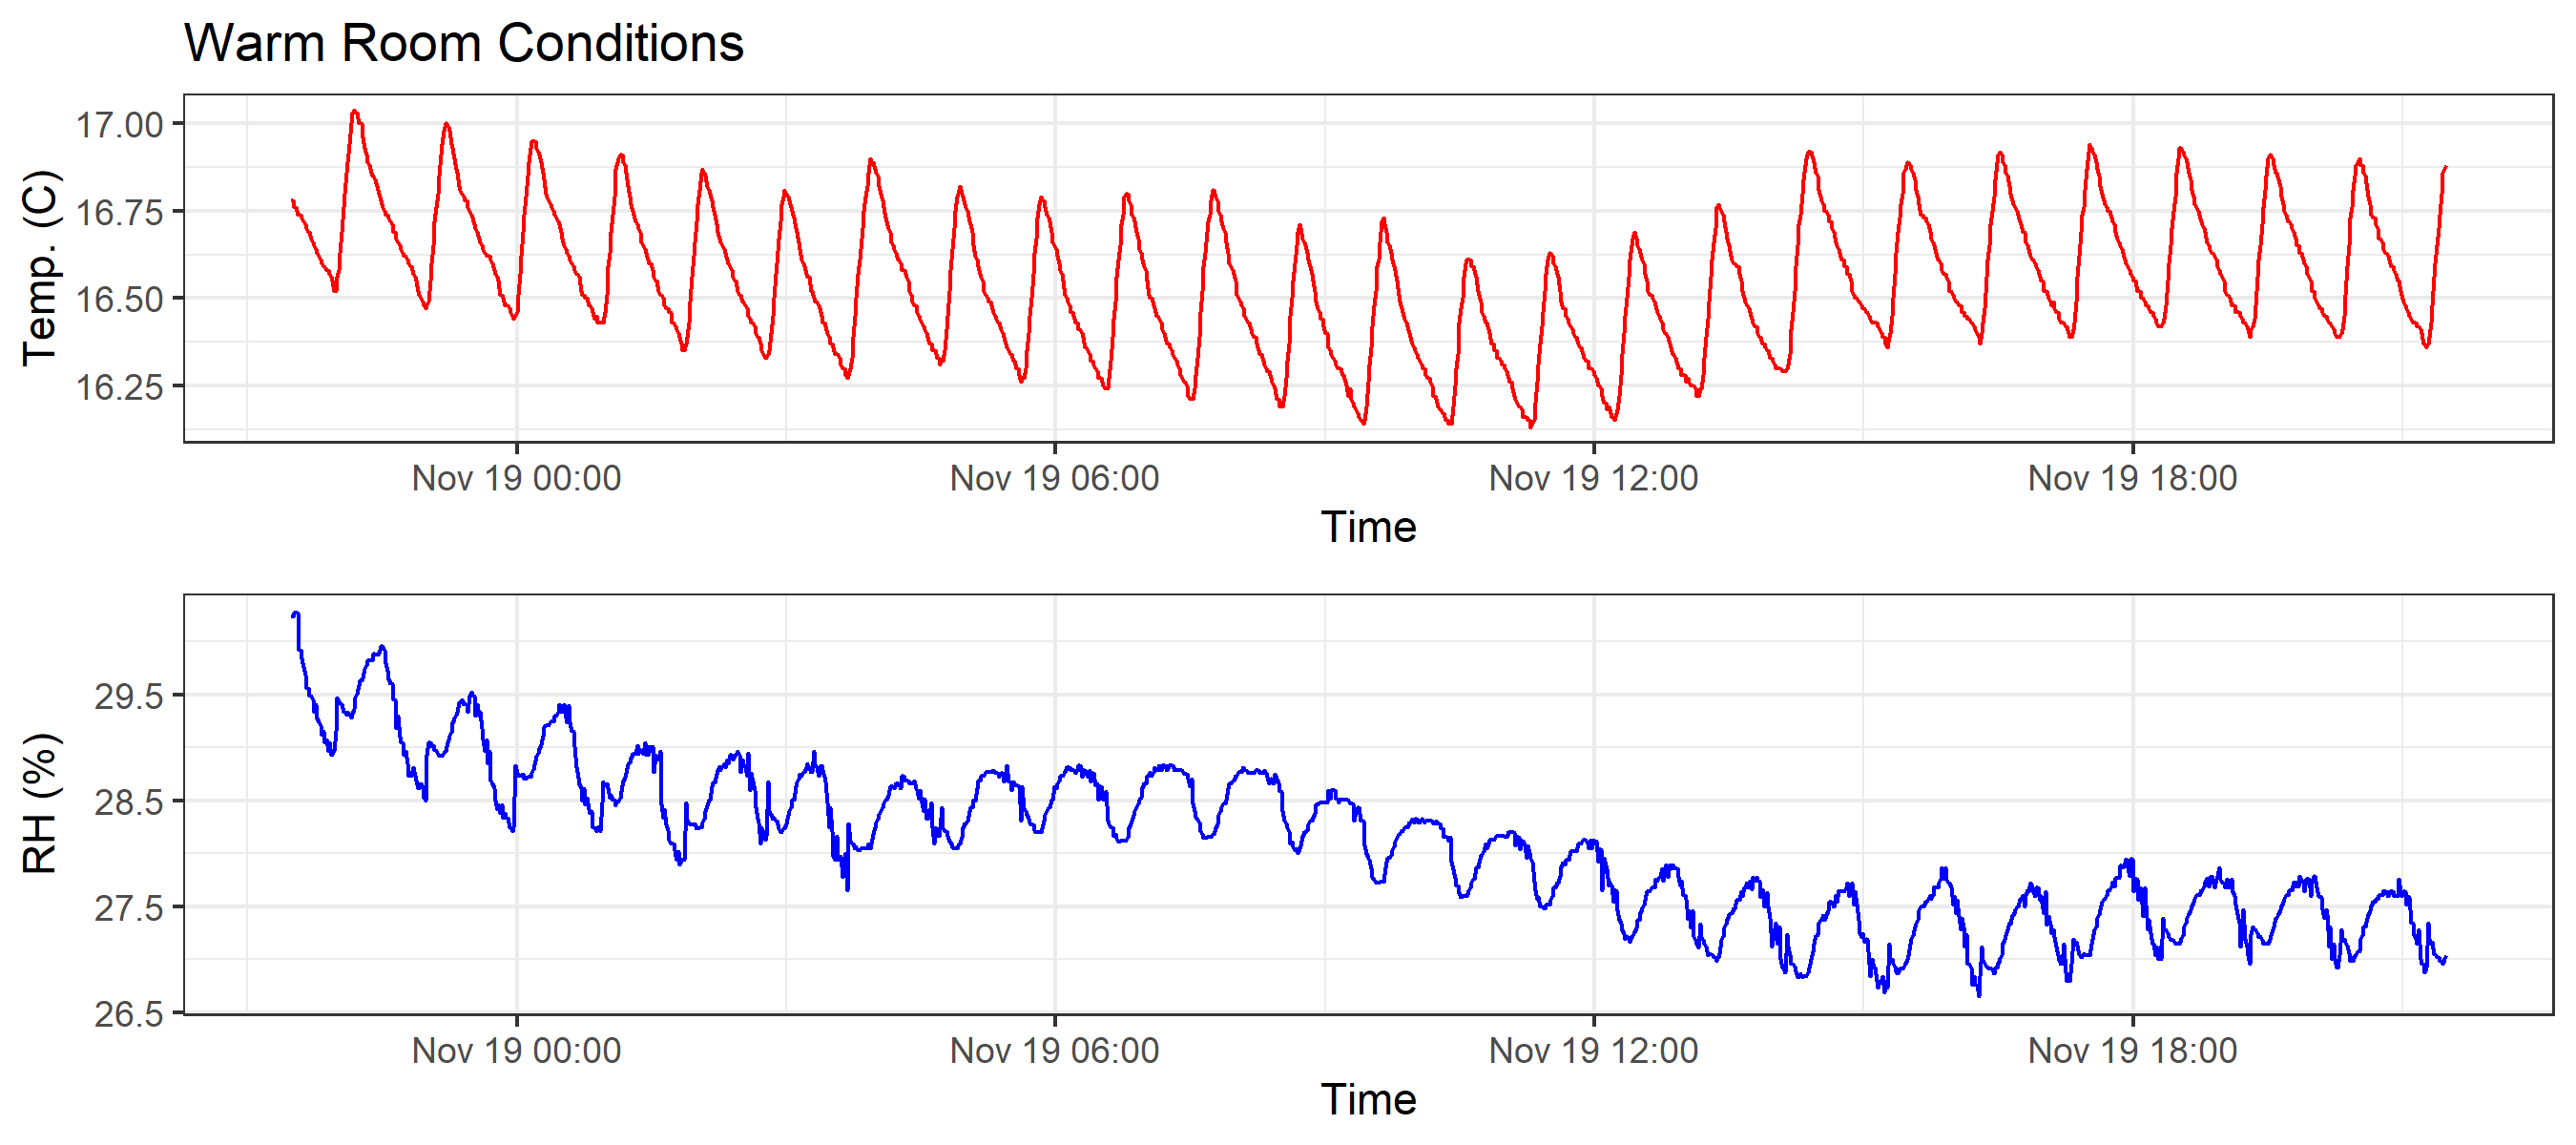 Warm Room Conditions
Temp. (C)
17.00
16.75
16.50
16.25
Nov 19 00:00 Nov 19 06:00 Nov 19 12:00 Nov 19 18:00
Time
RH (%)
29.5
28.5
27.5
26.5
Nov 19 00:00 Nov 19 06:00 Nov 19 12:00 Nov 19 18:00
Time